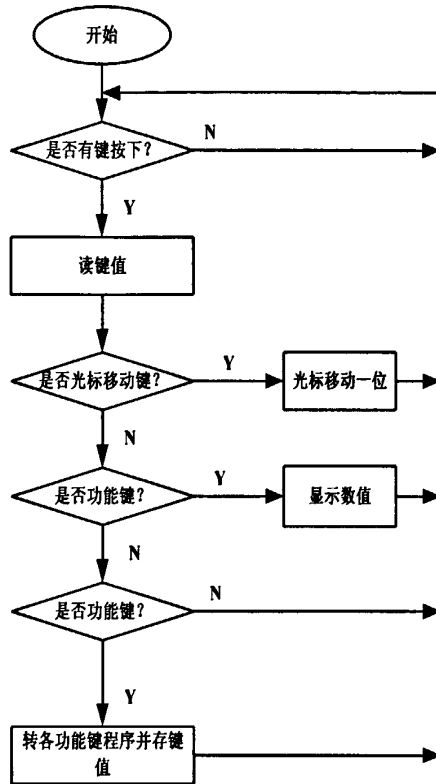 开始
是否有键按下?
N
Y
读键值
是否光标移动键?
Y
光标移动一位
N
是否功能键?
Y
显示数值
N
是否功能键?
N
Y
转各功能键程序并存键
值